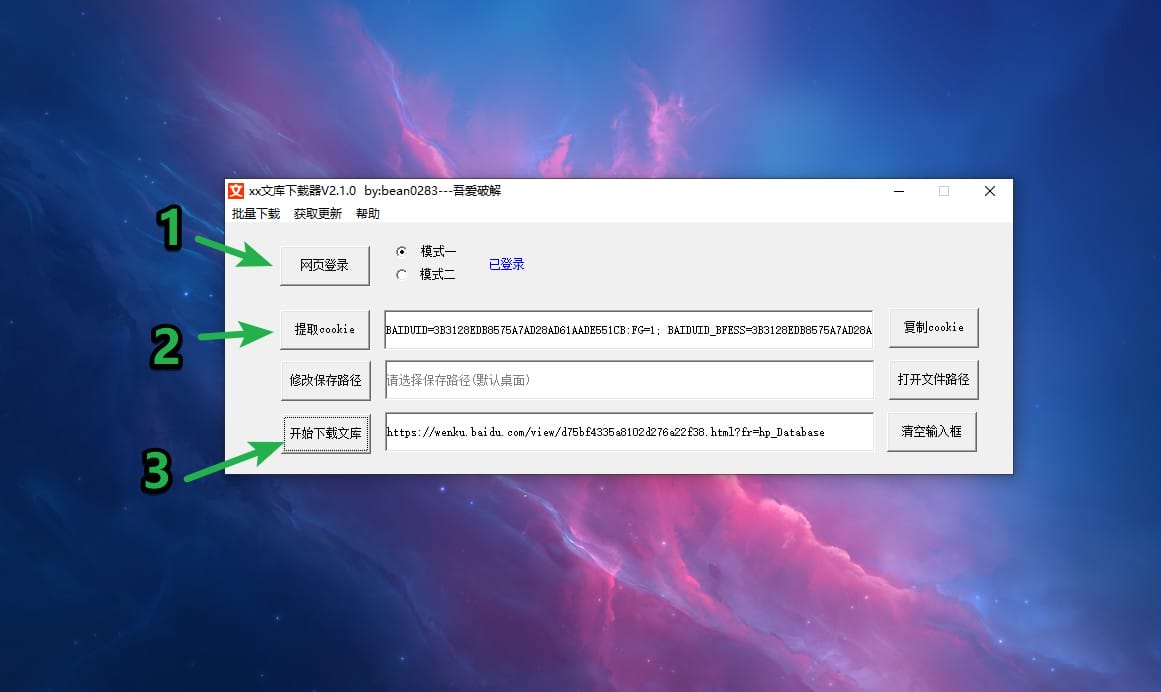 文 xx文库下载器V2.1.0 by:bean0283---吾爱破解
批量下载 获取更新 帮助
1
网页登录
模式一
模式二
已登录
2
提取cookie
BAIDUID=3B3128EDB8575A7AD28AD61AADE551CB:FG=1; BAIDUID_BFESS=3B3128EDB8575A7AD28A
复制cookie
修改保存路径
请选择保存路径(默认桌面)
打开文件路径
3
开始下载文库
https://wenku.baidu.com/view/d75bf4335a8102d276a22f38.html?fr=hp_Database
清空输入框